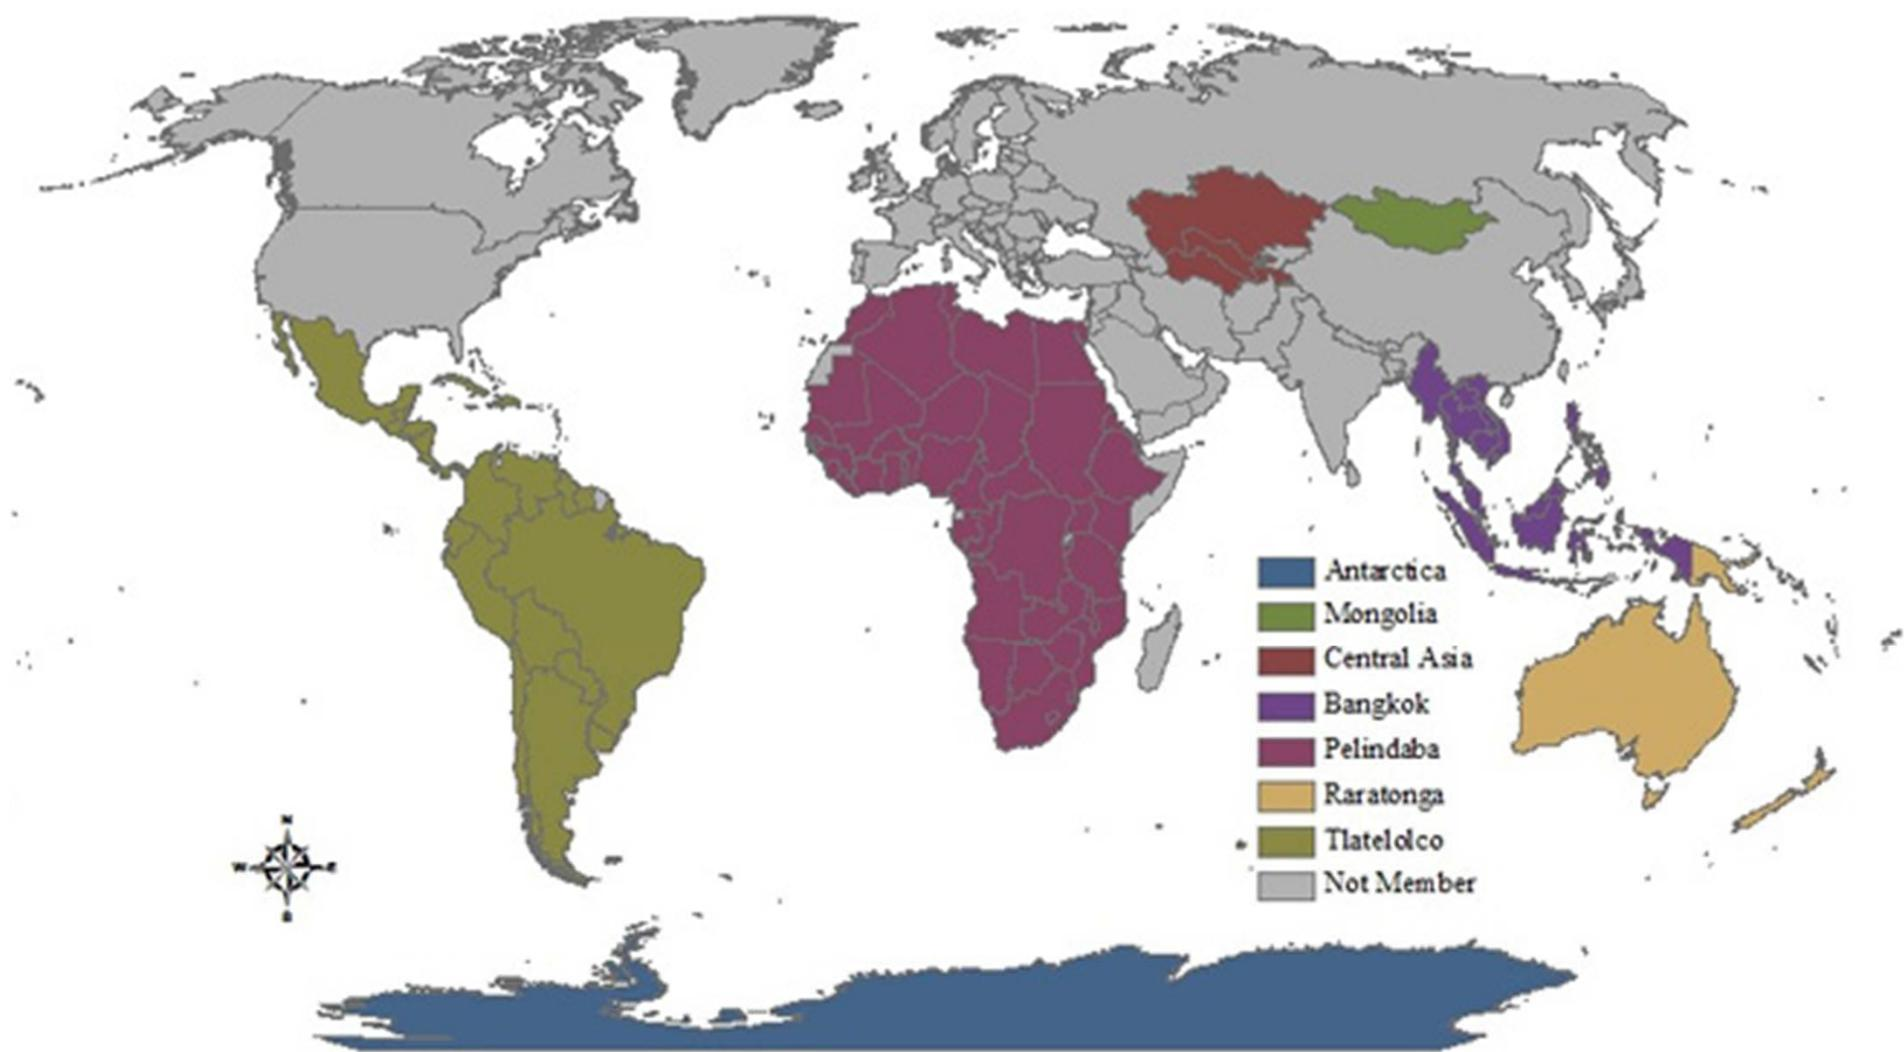 Antarctica
Mongolia
Central Asia
Bangkok
Pelindaba
Raratonga
Tlatelolco
Not Member
N
W
E
S